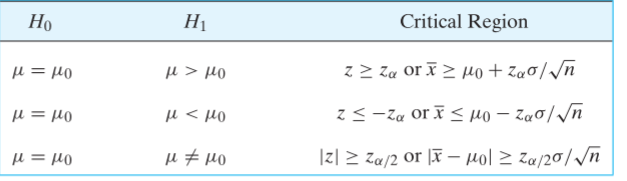 H₀ H₁ Critical Region
μ = μ₀ μ > μ₀ z ≥ zα or x̅ ≥ μ₀ + zασ/√n
μ = μ₀ μ < μ₀ z ≤ −zα or x̅ ≤ μ₀ − zασ/√n
μ = μ₀ μ ≠ μ₀ |z| ≥ zα/2 or |x̅ − μ₀| ≥ zα/2σ/√n